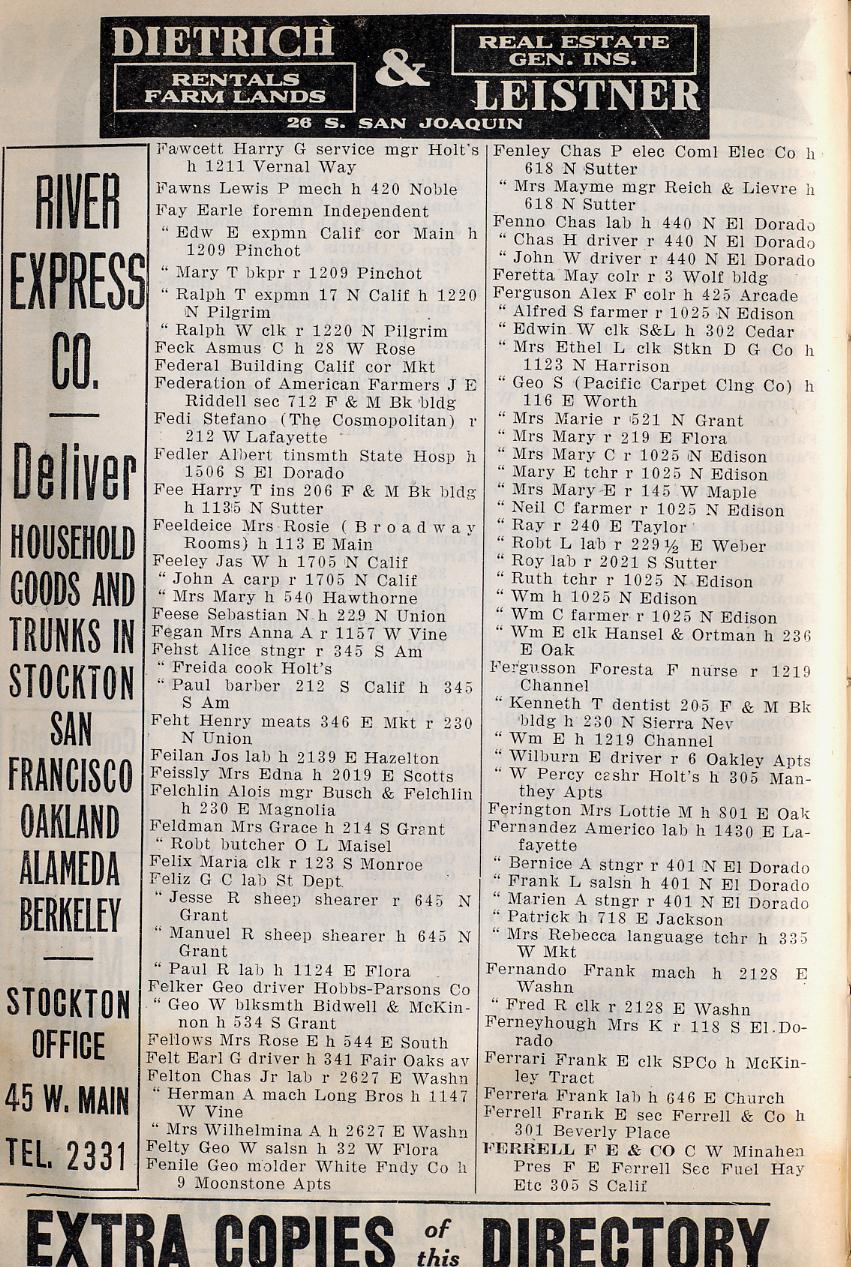 DIETRICH & LEISTNER
RENTALS
FARM LANDS
REAL ESTATE
GEN. INS.
26 S. SAN JOAQUIN
RIVER
EXPRESS
CO.
Deliver
HOUSEHOLD
GOODS AND
TRUNKS IN
STOCKTON
SAN
FRANCISCO
OAKLAND
ALAMEDA
BERKELEY
STOCKTON
OFFICE
45 W. MAIN
TEL. 2331
Fawcett Harry G service mgr Holt's
h 1211 Vernal Way
Fawns Lewis P mech h 420 Noble
Fay Earle foremn Independent
" Edw E expmn Calif cor Main h
1209 Pinchot
" Mary T bkpr r 1209 Pinchot
" Ralph T expmn 17 N Calif h 1220
N Pilgrim
" Ralph W clk r 1220 N Pilgrim
Feck Asmus C h 28 W Rose
Federal Building Calif cor Mkt
Federation of American Farmers J E
Riddell sec 712 F & M Bk bldg
Fedi Stefano (The Cosmopolitan) r
212 W Lafayette
Fedler Albert tinsmth State Hosp h
1506 S El Dorado
Fee Harry T ins 206 F & M Bk bldg
h 1135 N Sutter
Feeldeice Mrs Rosie (Broadway
Rooms) h 113 E Main
Feeley Jas W h 1705 N Calif
" John A carp r 1705 N Calif
" Mrs Mary h 540 Hawthorne
Feese Sebastian N h 229 N Union
Fegan Mrs Anna A r 1157 W Vine
Fehst Alice stngr r 345 S Am
" Freida cook Holt's
" Paul barber 212 S Calif h 345
S Am
Feht Henry meats 346 E Mkt r 230
N Union
Feilan Jos lab h 2139 E Hazelton
Feissly Mrs Edna h 2019 E Scotts
Felchlin Alois mgr Busch & Felchlin
h 230 E Magnolia
Feldman Mrs Grace h 214 S Grant
" Robt butcher O L Maisel
Felix Maria clk r 123 S Monroe
Feliz G C lab St Dept
" Jesse R sheep shearer r 645 N
Grant
" Manuel R sheep shearer h 645 N
Grant
" Paul R lab h 1124 E Flora
Felker Geo driver Hobbs-Parsons Co
" Geo W blksmth Bidwell & McKin-
non h 534 S Grant
Fellows Mrs Rose E h 544 E South
Felt Earl G driver h 341 Fair Oaks av
Felton Chas Jr lab r 2627 E Washn
" Herman A mach Long Bros h 1147
W Vine
" Mrs Wilhelmina A h 2627 E Washn
Felty Geo W salsn h 32 W Flora
Fenile Geo molder White Fndy Co h
9 Moonstone Apts
Fenley Chas P elec Coml Elec Co h
618 N Sutter
" Mrs Mayme mgr Reich & Lievre h
618 N Sutter
Fenno Chas lab h 440 N El Dorado
" Chas H driver r 440 N El Dorado
" John W driver r 440 N El Dorado
Feretta May colr r 3 Wolf bldg
Ferguson Alex F colr h 425 Arcade
" Alfred S farmer r 1025 N Edison
" Edwin W clk S&L h 302 Cedar
" Mrs Ethel L clk Stkn D G Co h
1123 N Harrison
" Geo S (Pacific Carpet Clng Co) h
116 E Worth
" Mrs Marie r 521 N Grant
" Mrs Mary r 219 E Flora
" Mrs Mary C r 1025 N Edison
" Mary E tchr r 1025 N Edison
" Mrs Mary E r 145 W Maple
" Neil C farmer r 1025 N Edison
" Ray r 240 E Taylor
" Robt L lab r 229½ E Weber
" Roy lab r 2021 S Sutter
" Ruth tchr r 1025 N Edison
" Wm h 1025 N Edison
" Wm C farmer r 1025 N Edison
" Wm E clk Hansel & Ortman h 236
E Oak
Fergusson Foresta F nurse r 1219
Channel
" Kenneth T dentist 205 F & M Bk
bldg h 230 N Sierra Nev
" Wm E h 1219 Channel
" Wilburn E driver r 6 Oakley Apts
" W Percy cashr Holt's h 305 Man-
they Apts
Ferington Mrs Lottie M h 801 E Oak
Fernandez Americo lab h 1430 E La-
fayette
" Bernice A stngr r 401 N El Dorado
" Frank L salsn h 401 N El Dorado
" Marien A stngr r 401 N El Dorado
" Patrick h 718 E Jackson
" Mrs Rebecca language tchr h 335
W Mkt
Fernando Frank mach h 2128 E
Washn
" Fred R clk r 2128 E Washn
Ferneyhough Mrs K r 118 S El Do-
rado
Ferrari Frank E clk SPCo h McKin-
ley Tract
Ferrera Frank lab h 646 E Church
Ferrell Frank E sec Ferrell & Co h
301 Beverly Place
FERRELL F E & CO C W Minahen
Pres F E Ferrell Sec Fuel Hay
Etc 305 S Calif
EXTRA COPIES of this DIRECTORY